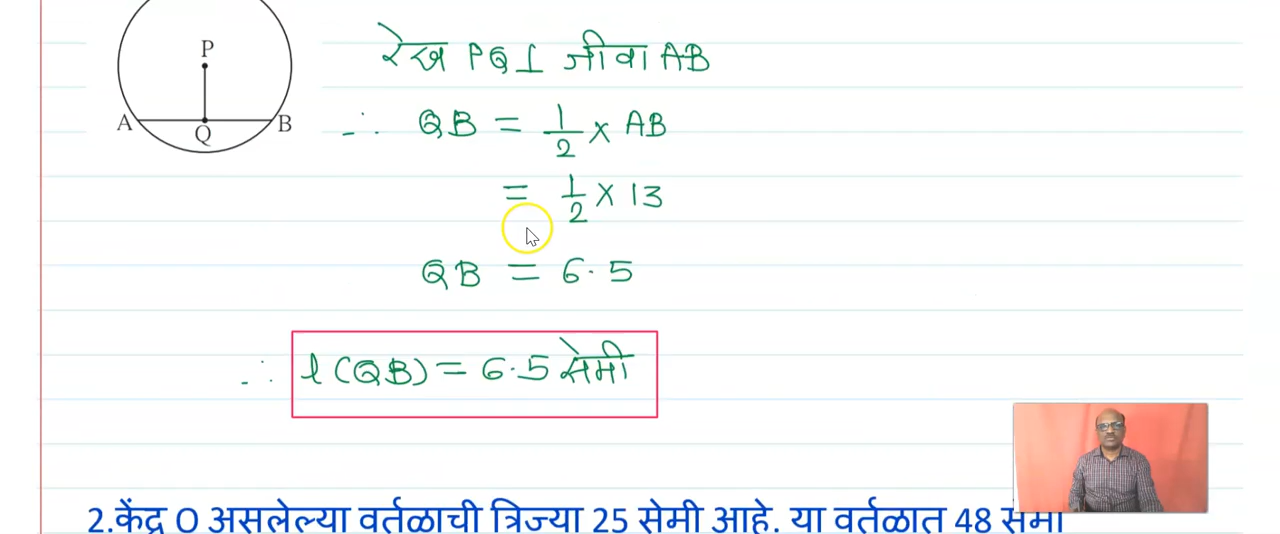 P
A
Q
B
रेख PQ ⊥ जीवा AB
∴ QB = 1/2 × AB
= 1/2 × 13
QB = 6.5
∴ l(QB) = 6.5 सेमी
2.केंद्र O असलेल्या वर्तळाची त्रिज्या 25 सेमी आहे. या वर्तळात 48 सेमी